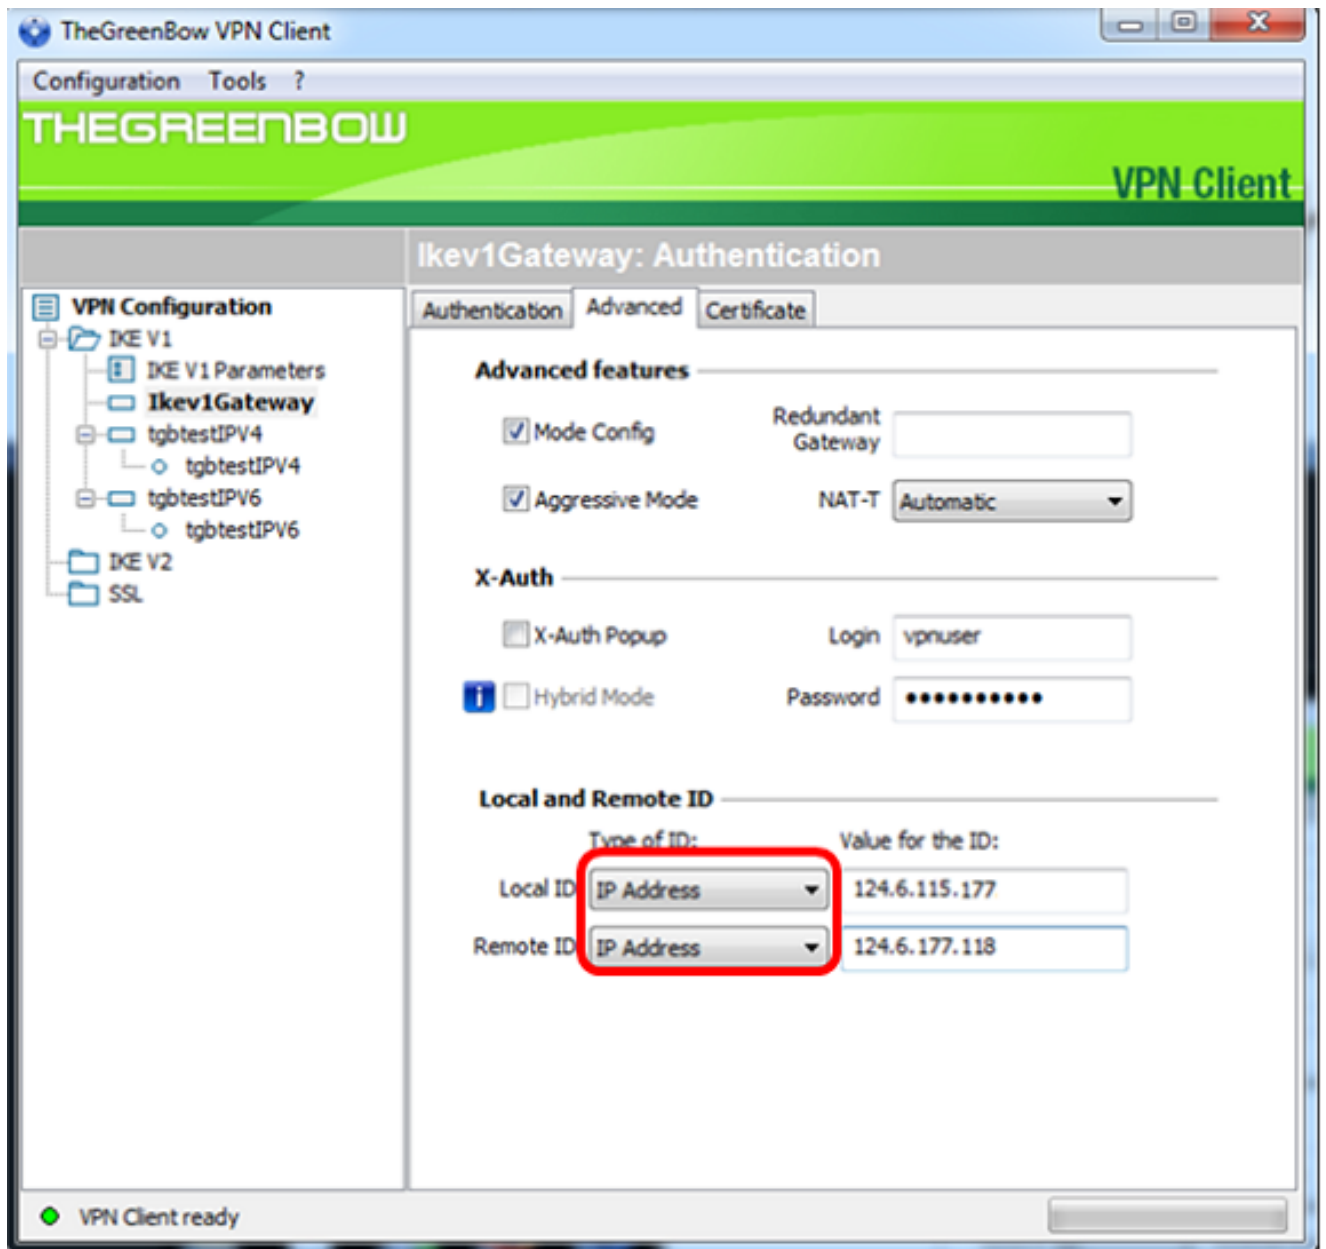 TheGreenBow VPN Client
Configuration Tools ?
THEGREENBOW
VPN Client
Ikev1Gateway: Authentication
VPN Configuration
IKE V1
IKE V1 Parameters
Ikev1Gateway
tgbtestIPV4
tgbtestIPV4
tgbtestIPV6
tgbtestIPV6
IKE V2
SSL
Authentication Advanced Certificate
Advanced features
Mode Config Redundant
Gateway
Aggressive Mode NAT-T Automatic
X-Auth
X-Auth Popup Login vpnuser
Hybrid Mode Password ●●●●●●●●●●
Local and Remote ID
Type of ID: Value for the ID:
Local ID IP Address 124.6.115.177
Remote ID IP Address 124.6.177.118
VPN Client ready